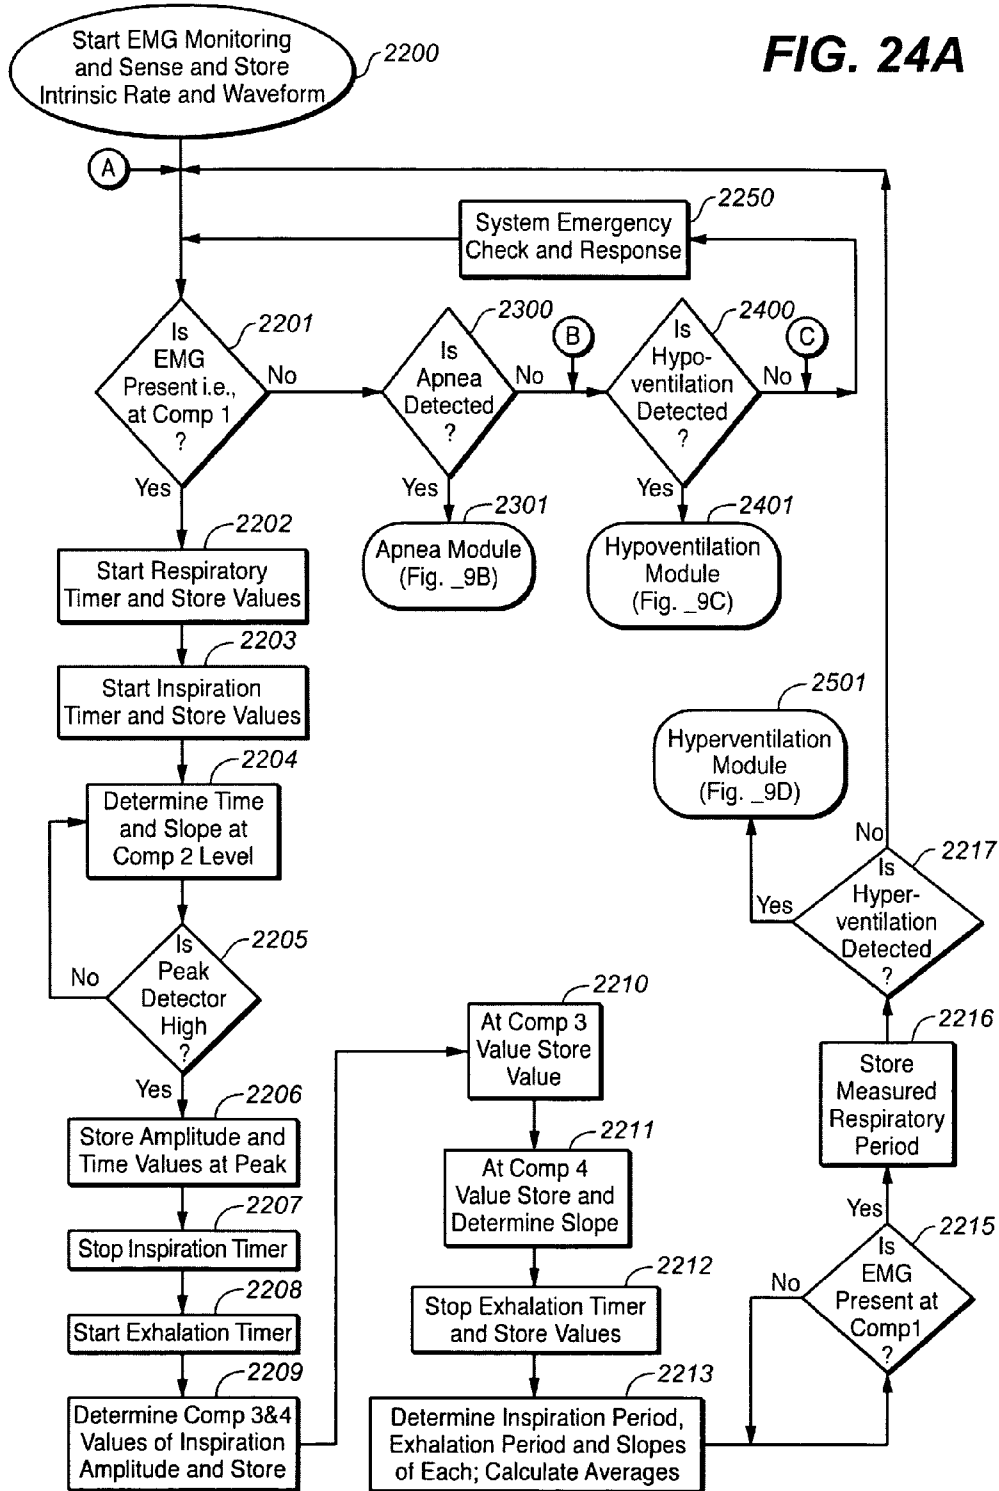 FIG. 24A
Start EMG Monitoring
and Sense and Store
Intrinsic Rate and Waveform
2200
A
2250
System Emergency
Check and Response
2201
Is
EMG
Present i.e.,
at Comp 1
?
No
Yes
2300
Is
Apnea
Detected
?
No
Yes
B
2400
Is
Hypo-
ventilation
Detected
?
No
Yes
C
2301
Apnea Module
(Fig. _9B)
2401
Hypoventilation
Module
(Fig. _9C)
2202
Start Respiratory
Timer and Store Values
2203
Start Inspiration
Timer and Store Values
2204
Determine Time
and Slope at
Comp 2 Level
2205
Is
Peak
Detector
High
?
No
Yes
2206
Store Amplitude and
Time Values at Peak
2207
Stop Inspiration Timer
2208
Start Exhalation Timer
2209
Determine Comp 3&4
Values of Inspiration
Amplitude and Store
2210
At Comp 3
Value Store
Value
2211
At Comp 4
Value Store and
Determine Slope
2212
Stop Exhalation Timer
and Store Values
2213
Determine Inspiration Period,
Exhalation Period and Slopes
of Each; Calculate Averages
2215
Is
EMG
Present at
Comp1
?
No
Yes
2216
Store
Measured
Respiratory
Period
2217
Is
Hyper-
ventilation
Detected
?
No
Yes
2501
Hyperventilation
Module
(Fig. _9D)